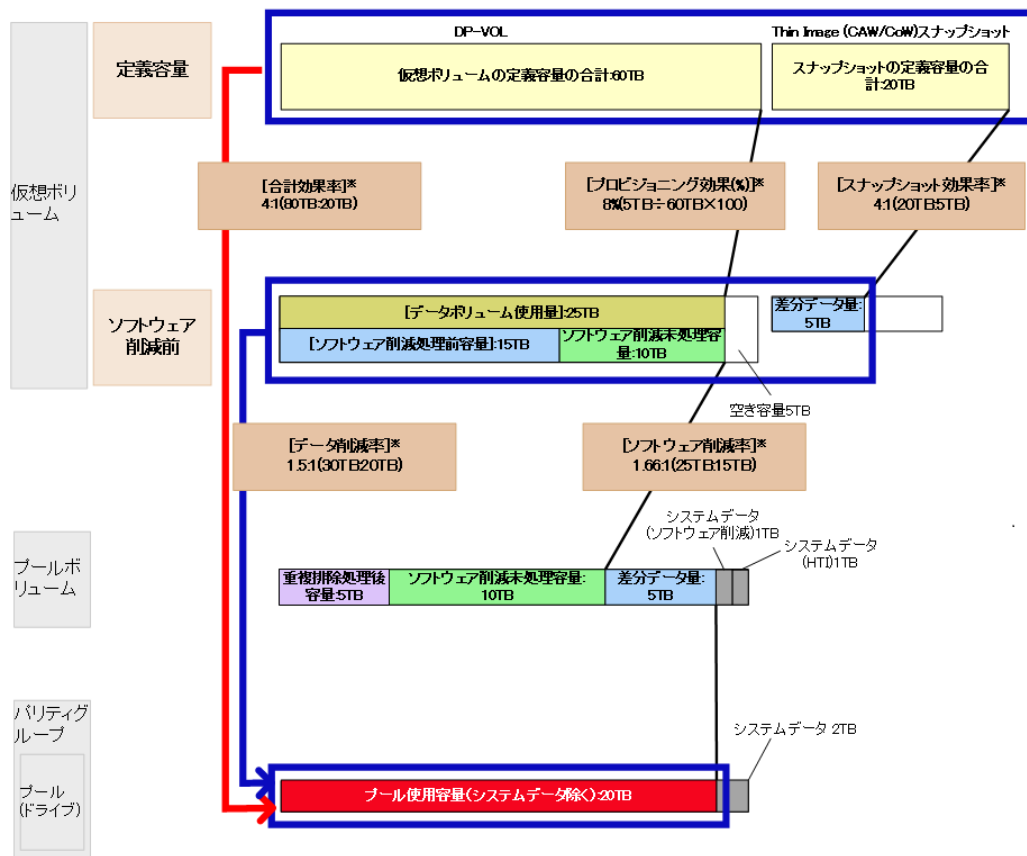 DP-VOL
Thin Image (CAW/CoW)スナップショット
定義容量
仮想ボリュームの定義容量の合計:60TB
スナップショットの定義容量の合
計:20TB
仮想ボリ
ューム
[合計効果率]*
4:1(80TB:20TB)
[プロビジョニング効果(%)]*
8%(5TB÷60TB×100)
[スナップショット効果率]*
4:1(20TB:5TB)
ソフトウェア
削減前
[データボリューム使用量]:25TB
[ソフトウェア削減処理前容量]:15TB
ソフトウェア削減未処理容
量:10TB
差分データ量:
5TB
空き容量5TB
[データ削減率]*
1.5:1(30TB:20TB)
[ソフトウェア削減率]*
1.66:1(25TB:15TB)
システムデータ
(ソフトウェア削減)1TB
システムデータ
(HTI)1TB
プールボ
リューム
重複排除処理後
容量:5TB
ソフトウェア削減未処理容量:
10TB
差分データ量:
5TB
パリティグ
ループ
システムデータ 2TB
プール
(ドライブ)
プール使用容量(システムデータ除く):20TB